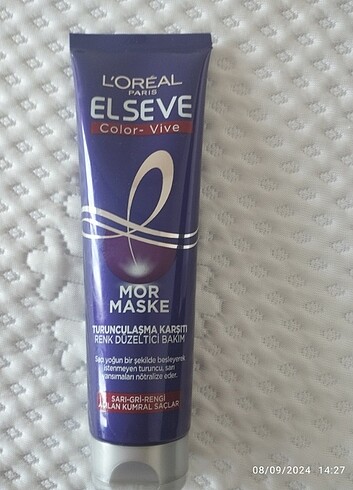 L'ORÉAL
PARIS
ELSEVE
Color- Vive
MOR
MASKE
TURUNCULAŞMA KARŞITI
RENK DÜZELTİCİ BAKIM
Saçı yoğun bir şekilde besleyerek
istenmeyen turuncu, sarı
yansımaları nötralize eder.
SARI-GRİ-RENGİ
AÇILAN KUMRAL SAÇLAR
08/09/2024 14:27